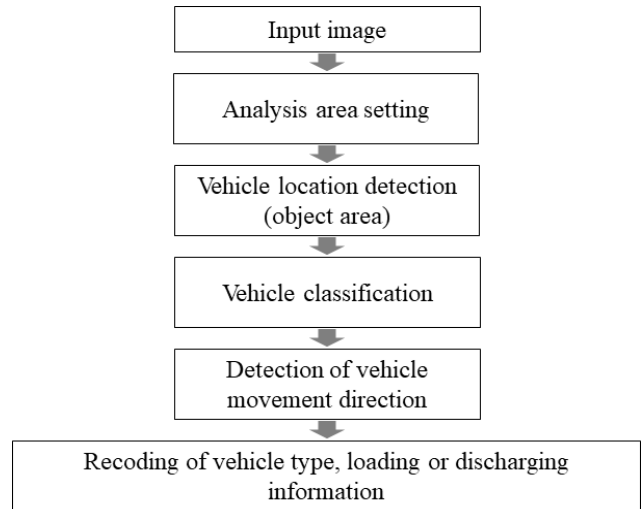 Input image
Analysis area setting
Vehicle location detection
(object area)
Vehicle classification
Detection of vehicle
movement direction
Recoding of vehicle type, loading or discharging
information